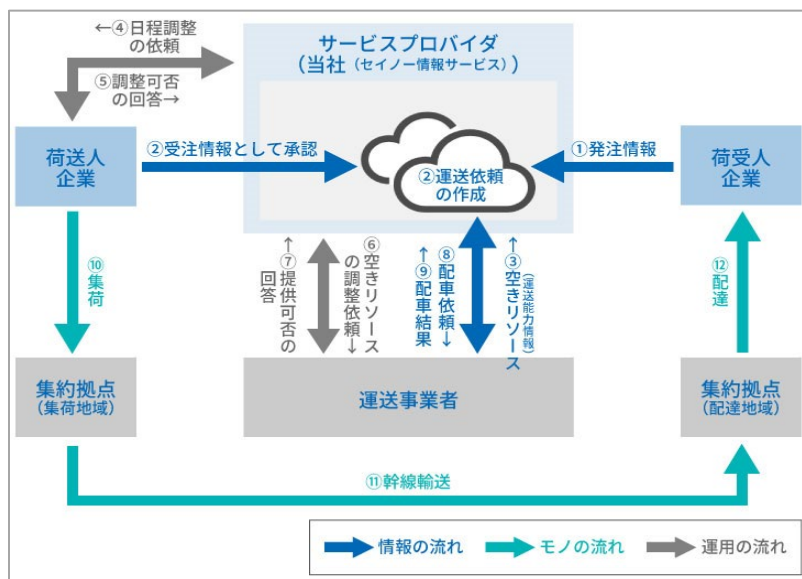 ←④日程調整
の依頼
⑤調整可否
の回答→
サービスプロバイダ
（当社（セイノー情報サービス））
荷送人
企業
②受注情報として承認
②運送依頼
の作成
①発注情報
荷受人
企業
⑩集荷
←⑦提供可否の
回答
⑥空きリソース
の調整依頼→
←⑨配車結果
⑧配車依頼→
←③空きリソース
(運送能力情報)
⑫配達
集約拠点
(集荷地域)
運送事業者
集約拠点
(配達地域)
⑪幹線輸送
情報の流れ
モノの流れ
運用の流れ